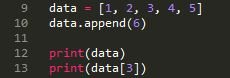 9 data = [1, 2, 3, 4, 5]
10 data.append(6)
11
12 print(data)
13 print(data[3])